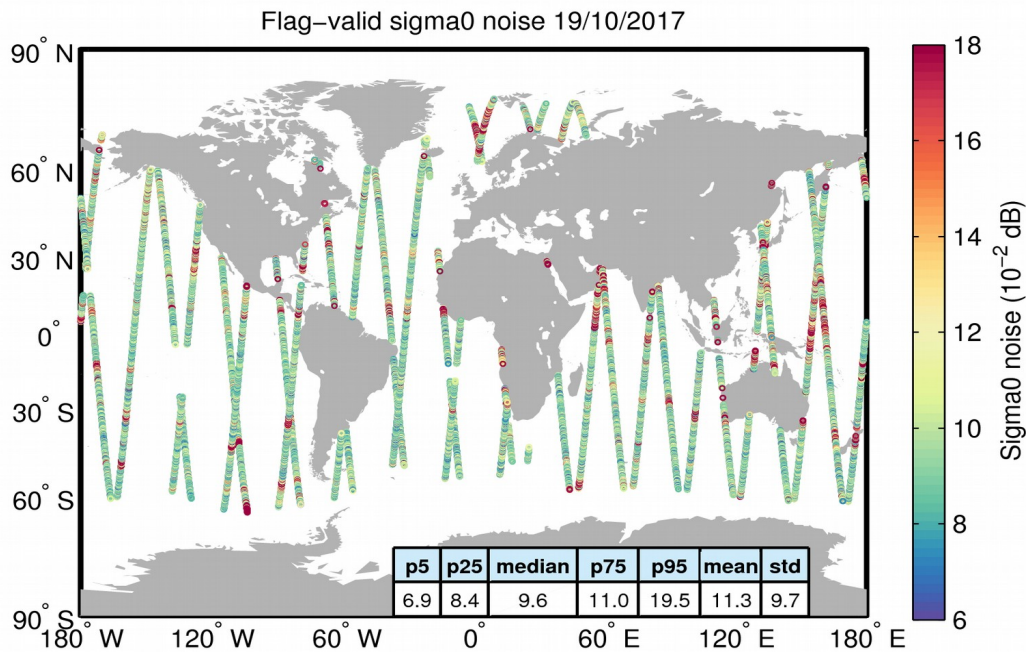 Flag−valid sigma0 noise 19/10/2017
90° N
60° N
30° N
0°
30° S
60° S
90° S
180° W
120° W
60° W
0°
60° E
120° E
180° E
p5 p25 median p75 p95 mean std
6.9 8.4 9.6 11.0 19.5 11.3 9.7
18
16
14
12
10
8
6
Sigma0 noise (10⁻² dB)